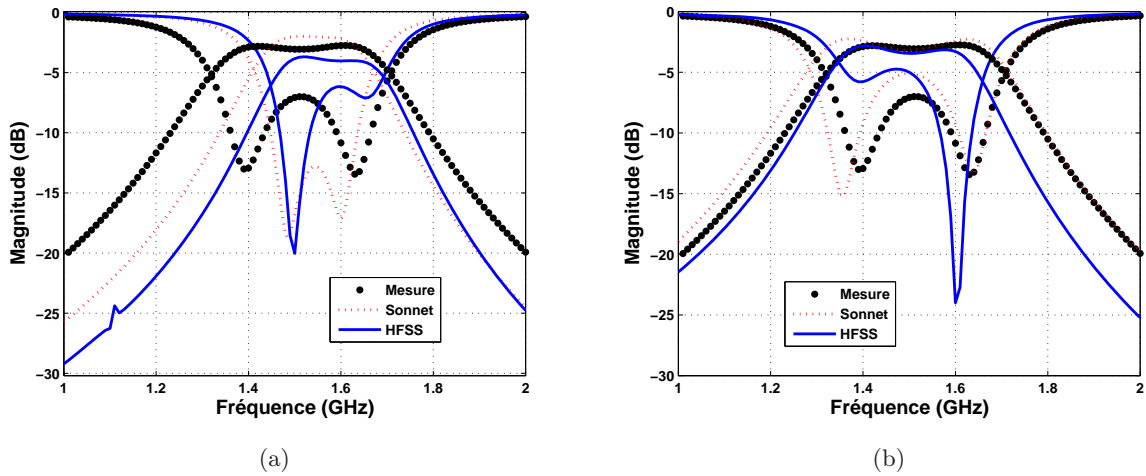 0
−5
−10
−15
−20
−25
−30
1
1.2
1.4
1.6
1.8
2
Magnitude (dB)
Fréquence (GHz)
Mesure
Sonnet
HFSS
(a)
0
−5
−10
−15
−20
−25
−30
1
1.2
1.4
1.6
1.8
2
Magnitude (dB)
Fréquence (GHz)
Mesure
Sonnet
HFSS
(b)